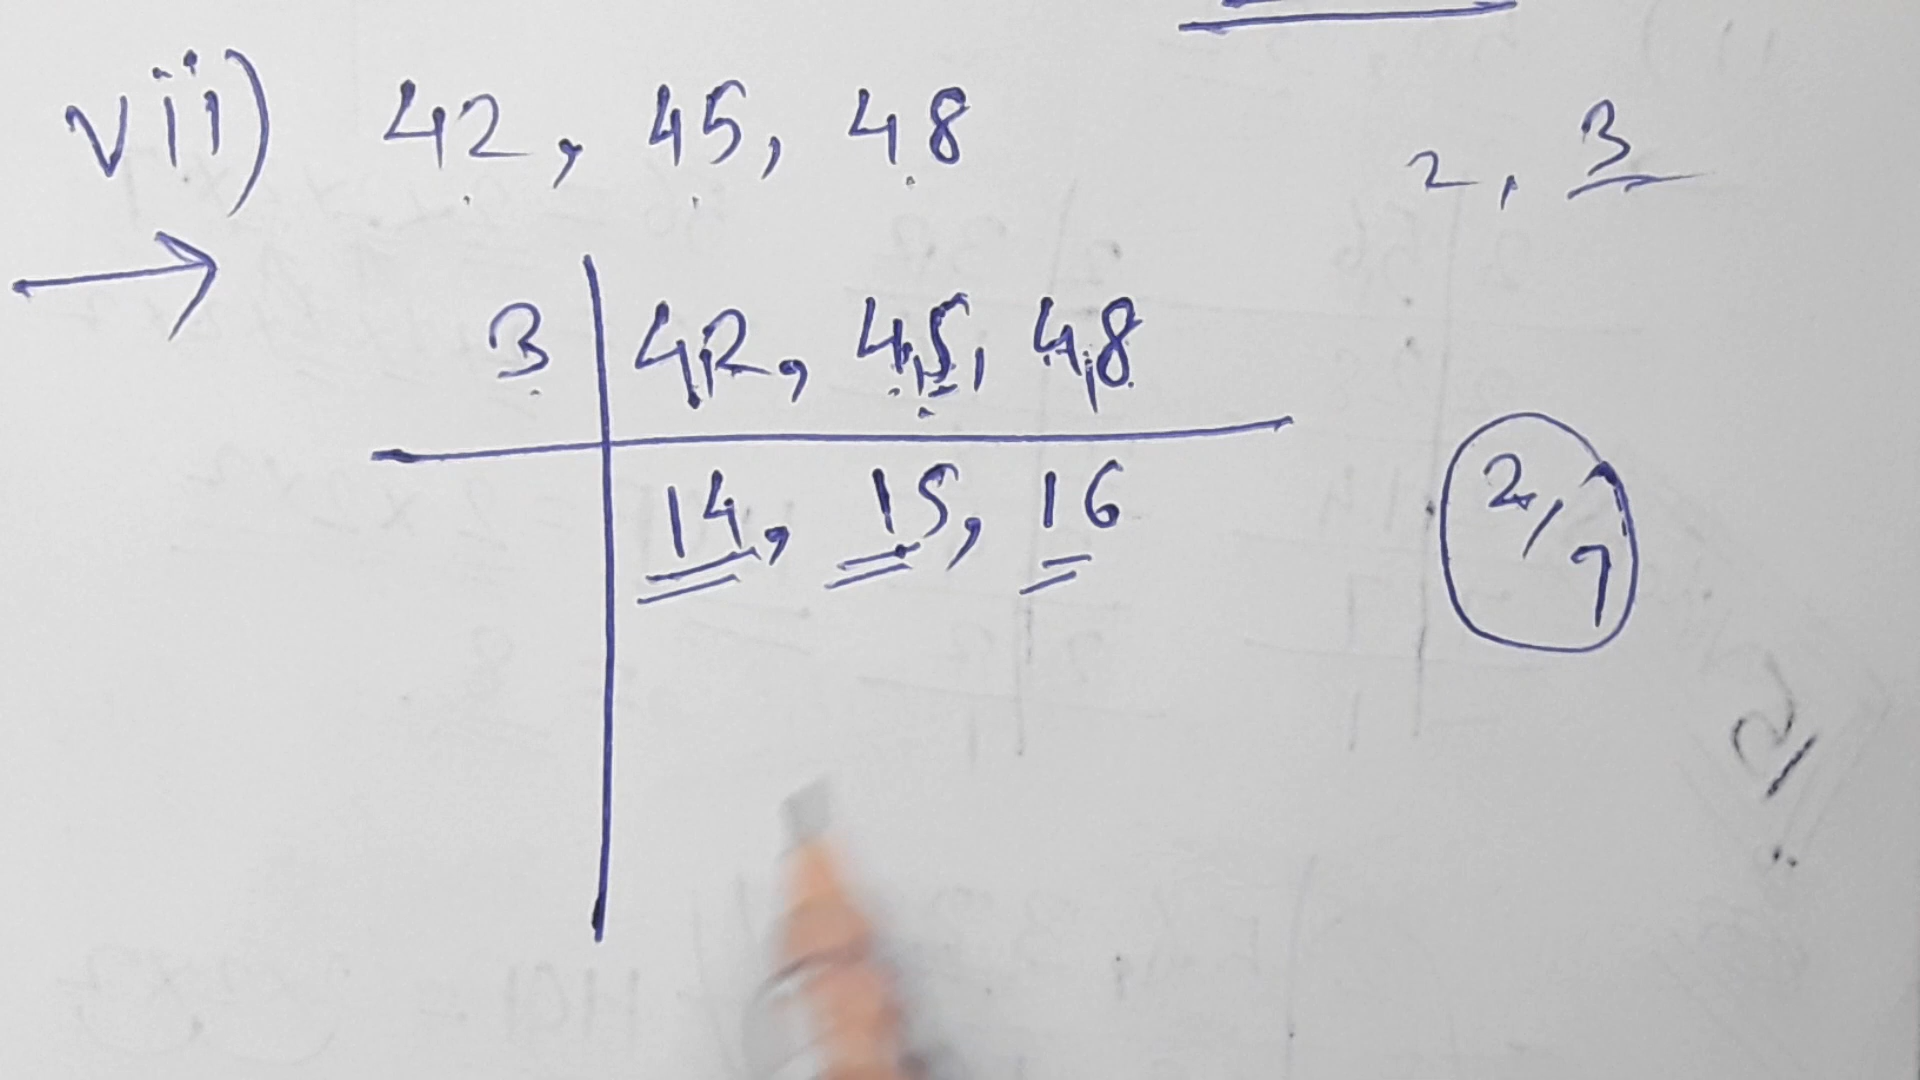 vii) 42, 45, 48
2, 3
→
3 | 42, 45, 48
14, 15, 16
2, 7